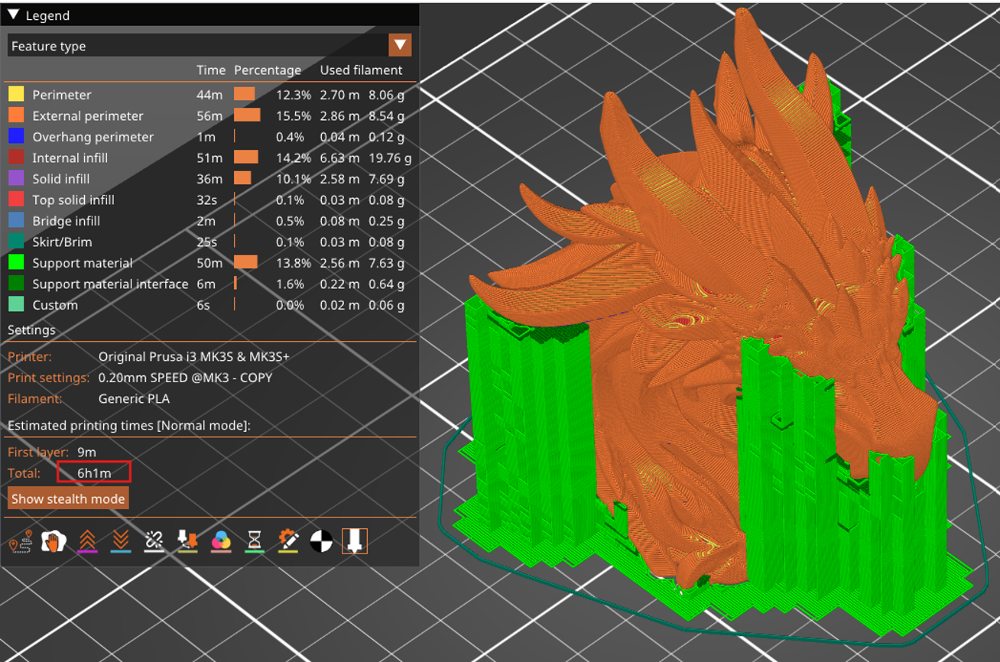 Legend
Feature type
Time Percentage Used filament
Perimeter 44m 12.3% 2.70 m 8.06 g
External perimeter 56m 15.5% 2.86 m 8.54 g
Overhang perimeter 1m 0.4% 0.04 m 0.12 g
Internal infill 51m 14.2% 6.63 m 19.76 g
Solid infill 36m 10.1% 2.58 m 7.69 g
Top solid infill 32s 0.1% 0.03 m 0.08 g
Bridge infill 2m 0.5% 0.08 m 0.25 g
Skirt/Brim 25s 0.1% 0.03 m 0.08 g
Support material 50m 13.8% 2.56 m 7.63 g
Support material interface 6m 1.6% 0.22 m 0.64 g
Custom 6s 0.0% 0.02 m 0.06 g
Settings
Printer: Original Prusa i3 MK3S & MK3S+
Print settings: 0.20mm SPEED @MK3 - COPY
Filament: Generic PLA
Estimated printing times [Normal mode]:
First layer: 9m
Total: 6h1m
Show stealth mode